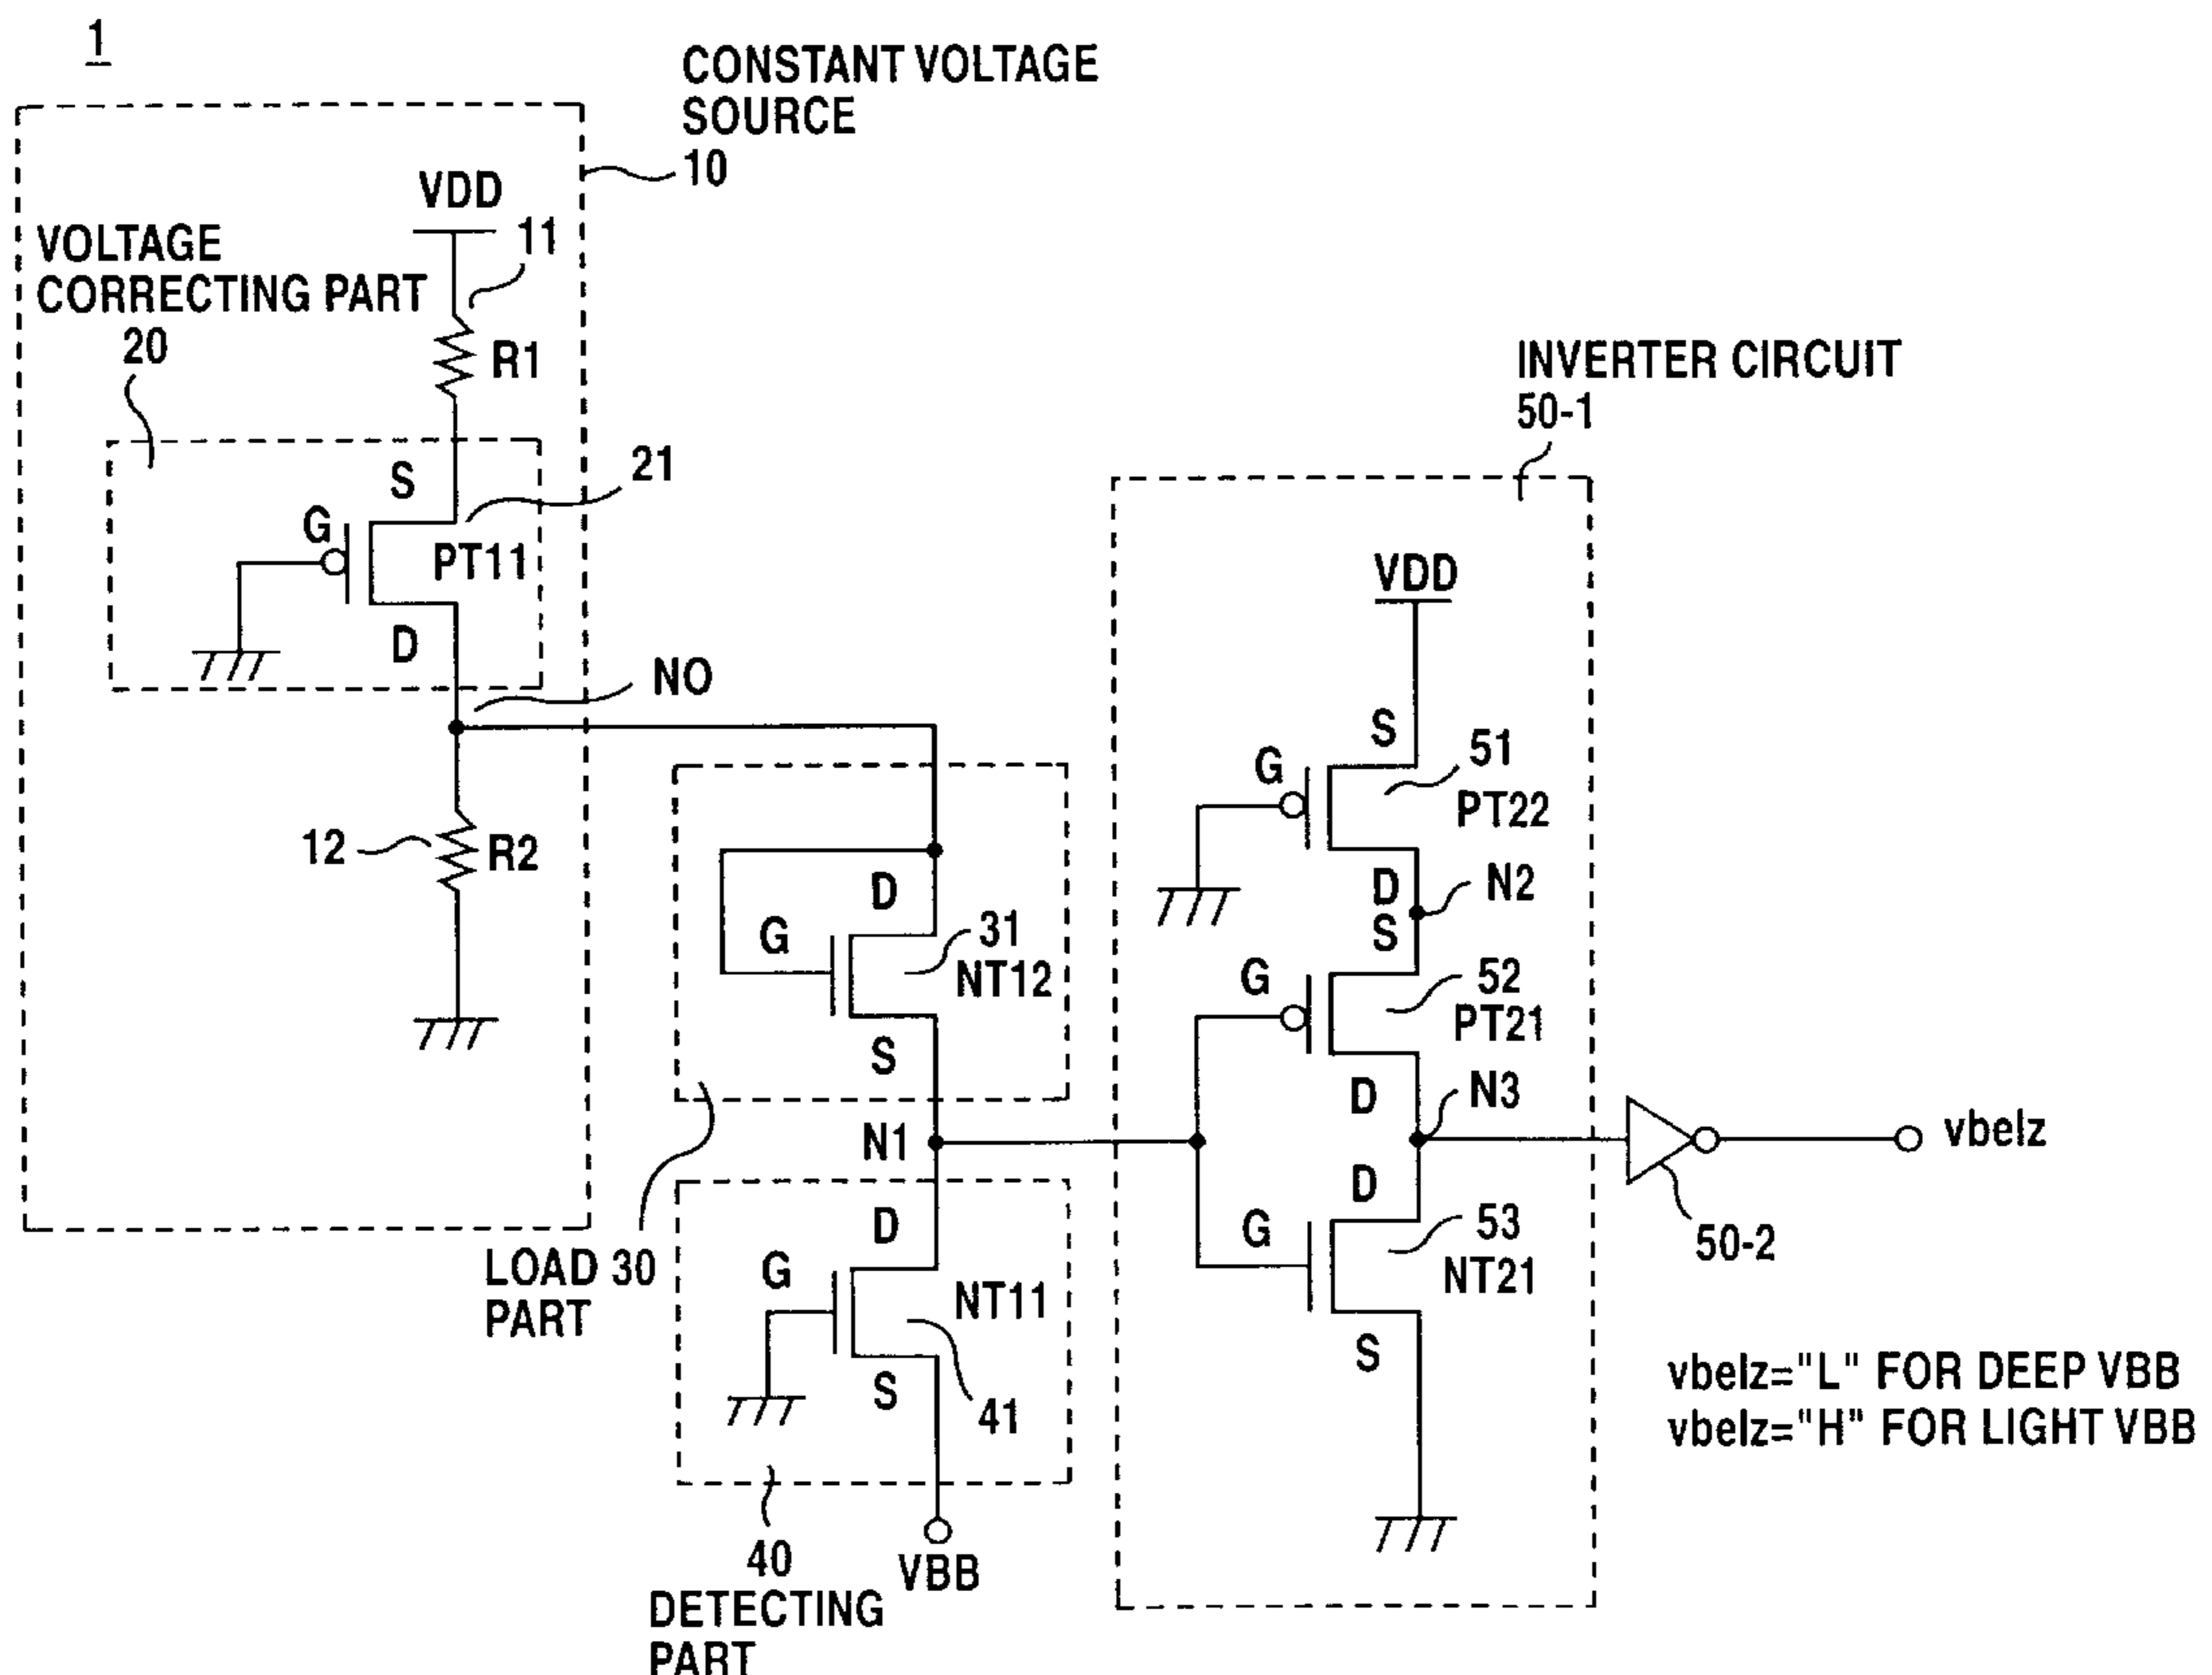 1
CONSTANT VOLTAGE
SOURCE
10
VDD
11
VOLTAGE
CORRECTING PART
20
R1
INVERTER CIRCUIT
50-1
S
21
G
PT11
VDD
D
NO
S
51
G
PT22
12
R2
D
N2
D
S
G
31
NT12
G
52
PT21
S
D
N3
N1
vbelz
D
D
G
53
NT21
50-2
LOAD 30
PART
G
NT11
S
S
41
vbelz="L" FOR DEEP VBB
vbelz="H" FOR LIGHT VBB
40
VBB
DETECTING
PART